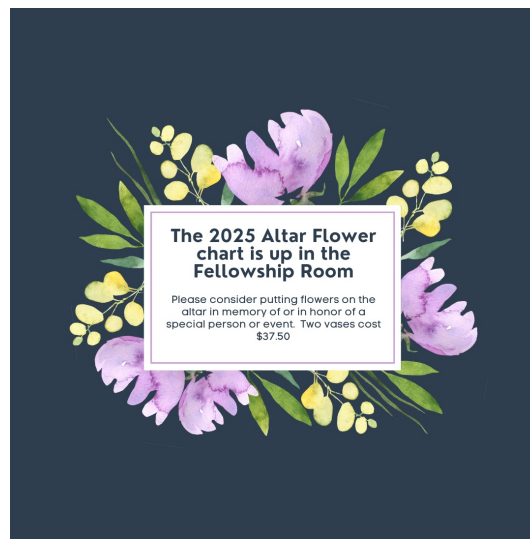 The 2025 Altar Flower
chart is up in the
Fellowship Room
Please consider putting flowers on the
altar in memory of or in honor of a
special person or event. Two vases cost
$37.50